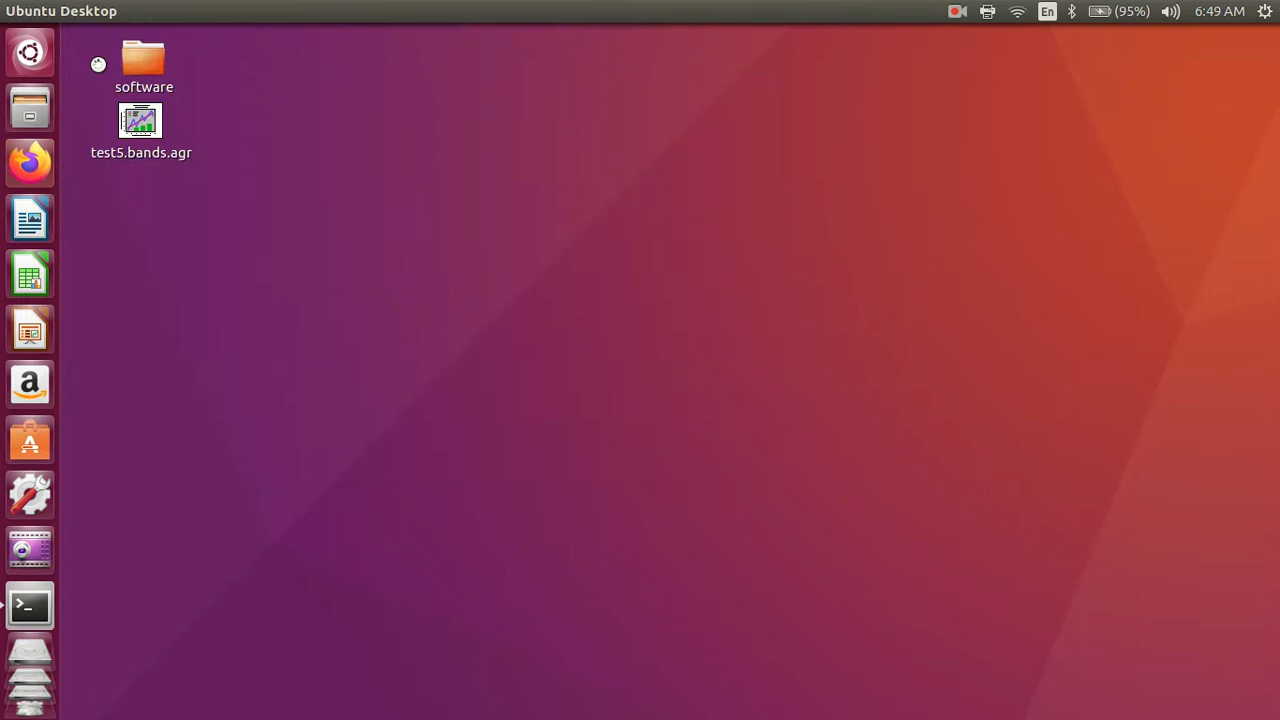 Ubuntu Desktop
En
(95%)
6:49 AM
software
test5.bands.agr